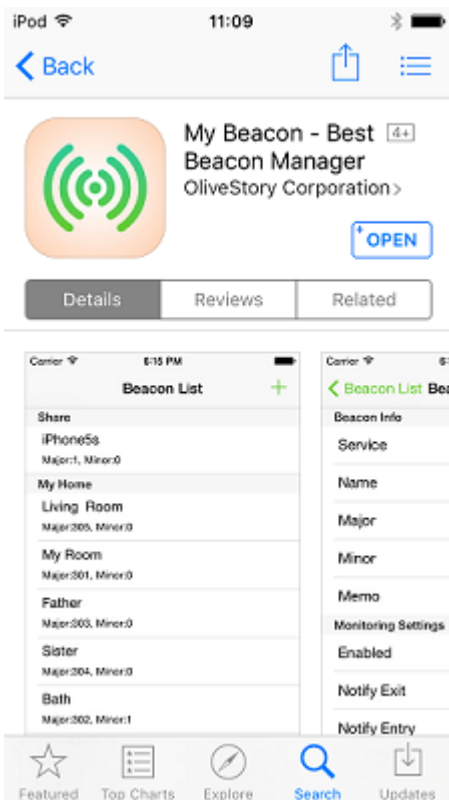 iPod 11:09
Back
My Beacon - Best 4+
Beacon Manager
OliveStory Corporation>
+OPEN
Details Reviews Related
Carrier 6:15 PM
Beacon List +
Share
iPhone5s
Major:1, Minor:0
My Home
Living Room
Major:205, Minor:0
My Room
Major:301, Minor:0
Father
Major:303, Minor:0
Sister
Major:204, Minor:0
Bath
Major:302, Minor:1
Carrier
Beacon List
Beacon Info
Service
Name
Major
Minor
Memo
Monitoring Settings
Enabled
Notify Exit
Notify Entry
Featured Top Charts Explore Search Updates